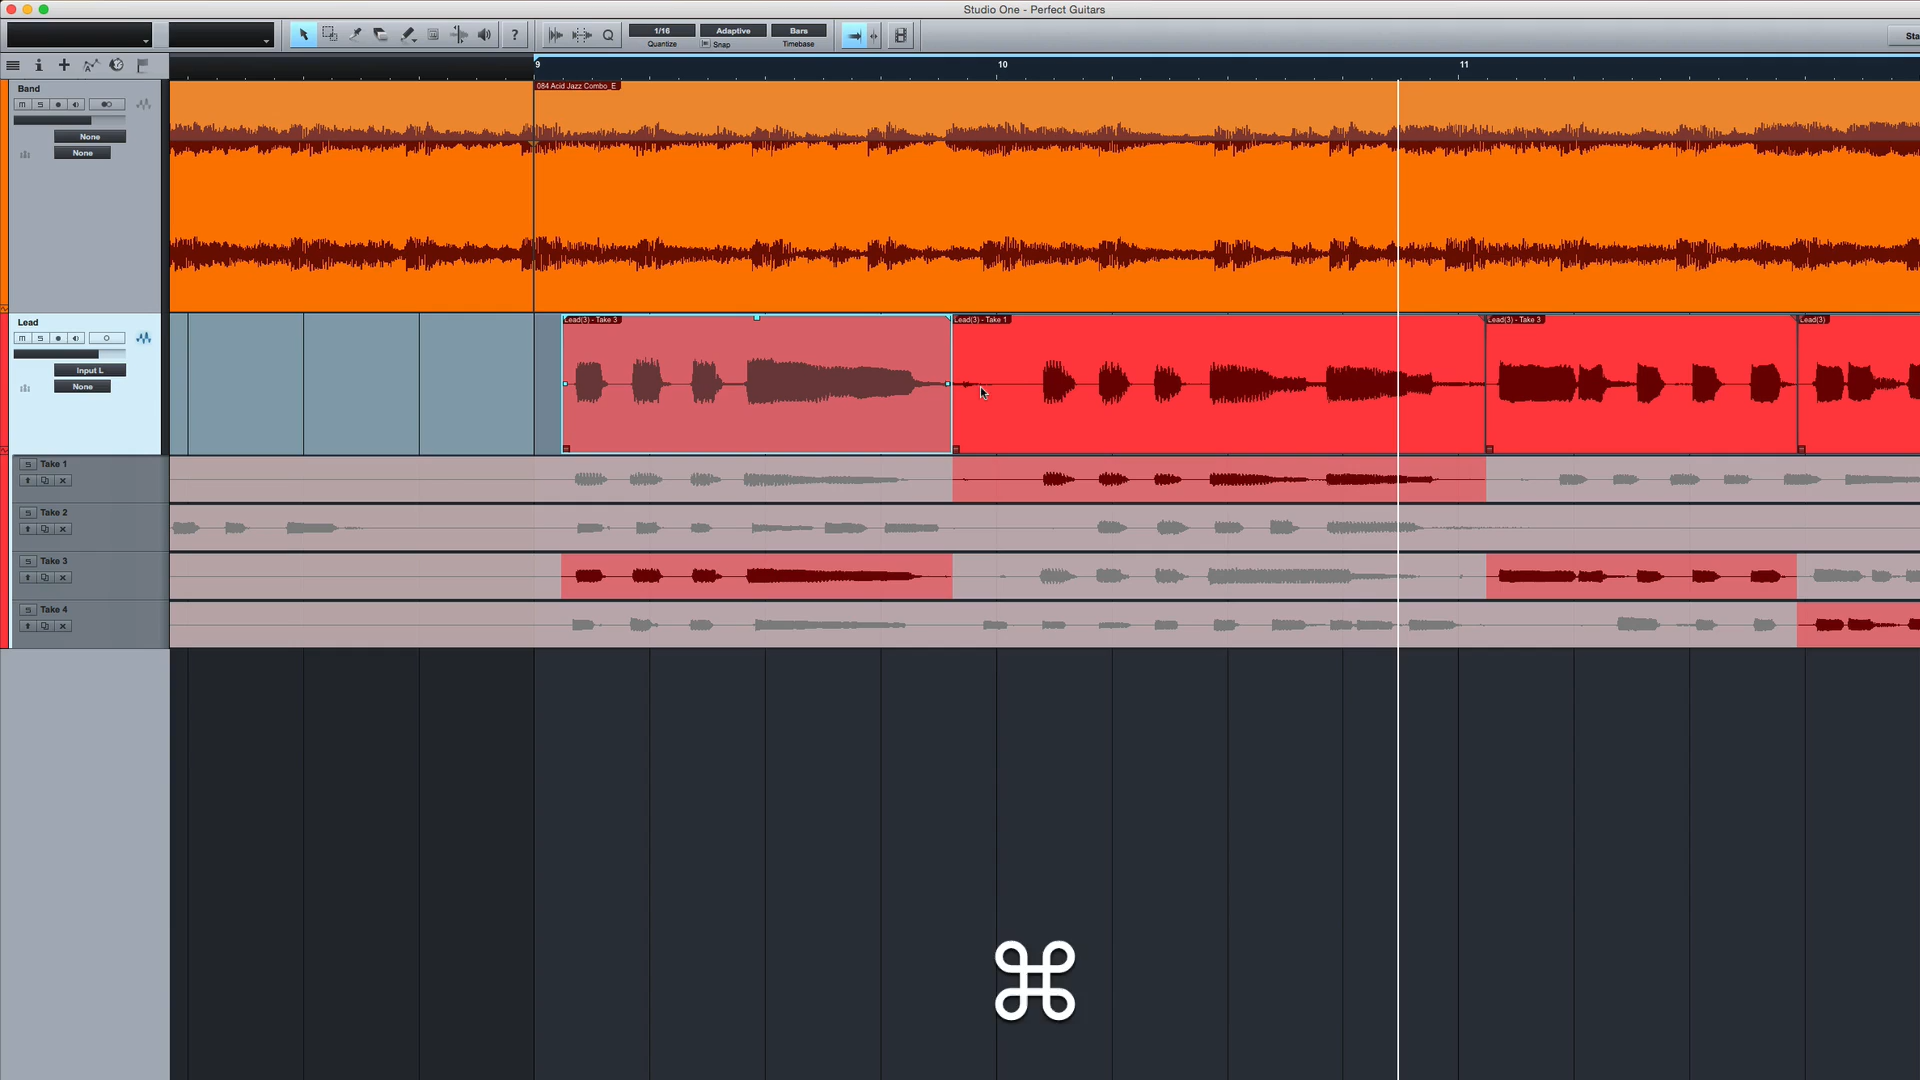 Studio One - Perfect Guitars
1/16
Adaptive
Bars
Quantize
Snap
Timebase
?
Sta
9
10
11
Band
M S
None
None
084 Acid Jazz Combo_E
Lead
M S
Input L
None
Lead(3) - Take 3
Lead(3) - Take 1
Lead(3) - Take 3
Lead(3)
S Take 1
S Take 2
S Take 3
S Take 4